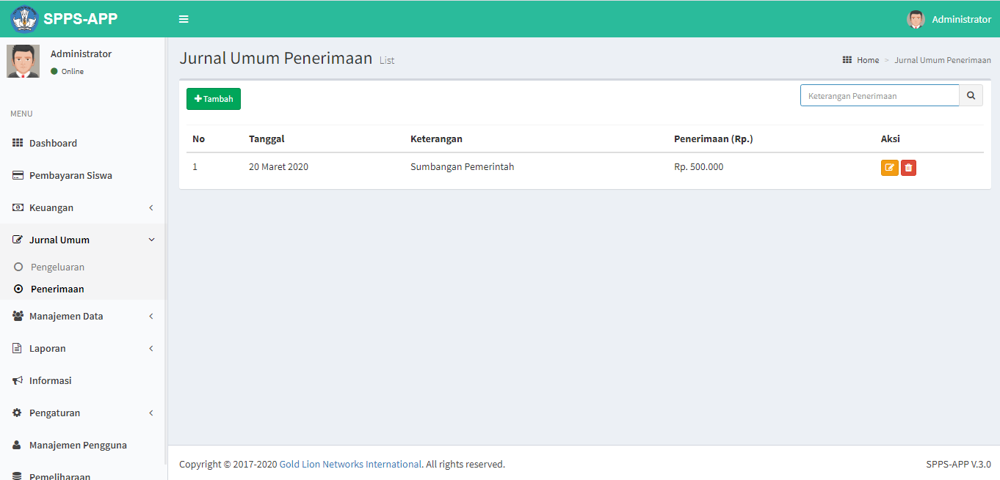 SPPS-APP
Administrator
Administrator
Online
MENU
Dashboard
Pembayaran Siswa
Keuangan
Jurnal Umum
Pengeluaran
Penerimaan
Manajemen Data
Laporan
Informasi
Pengaturan
Manajemen Pengguna
Pemeliharaan
Jurnal Umum Penerimaan List
Home > Jurnal Umum Penerimaan
Tambah
Keterangan Penerimaan
No Tanggal Keterangan Penerimaan (Rp.) Aksi
1 20 Maret 2020 Sumbangan Pemerintah Rp. 500.000
Copyright © 2017-2020 Gold Lion Networks International. All rights reserved.
SPPS-APP V.3.0